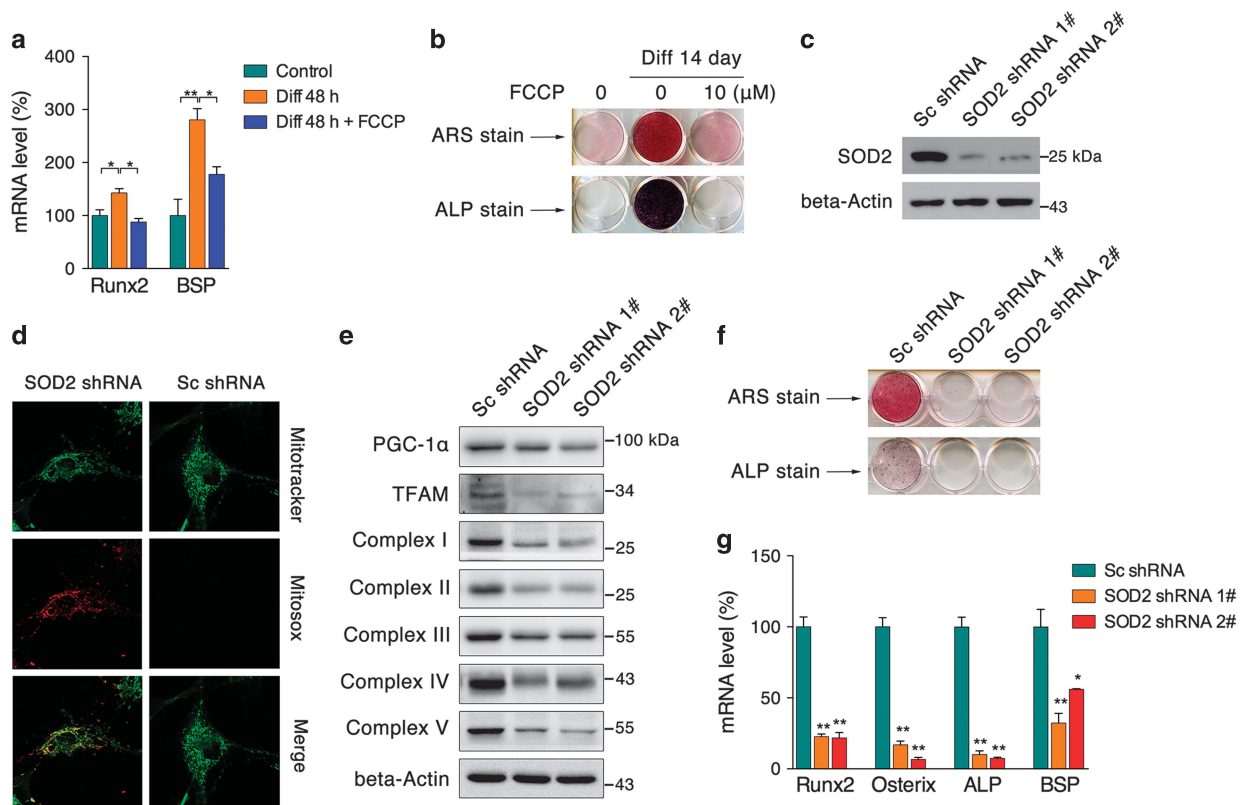 a
400
300
200
100
0
mRNA level (%)
Control
Diff 48 h
Diff 48 h + FCCP
** *
* *
Runx2 BSP
b
Diff 14 day
FCCP 0 0 10 (μM)
ARS stain
ALP stain
c
Sc shRNA
SOD2 shRNA 1#
SOD2 shRNA 2#
SOD2 25 kDa
beta-Actin 43
d
SOD2 shRNA Sc shRNA
Mitotracker
Mitosox
Merge
e
Sc shRNA
SOD2 shRNA 1#
SOD2 shRNA 2#
PGC-1α 100 kDa
TFAM 34
Complex I 25
Complex II 25
Complex III 55
Complex IV 43
Complex V 55
beta-Actin 43
f
Sc shRNA
SOD2 shRNA 1#
SOD2 shRNA 2#
ARS stain
ALP stain
g
150
100
50
0
mRNA level (%)
Sc shRNA
SOD2 shRNA 1#
SOD2 shRNA 2#
** ** ** ** ** ** ** *
Runx2 Osterix ALP BSP